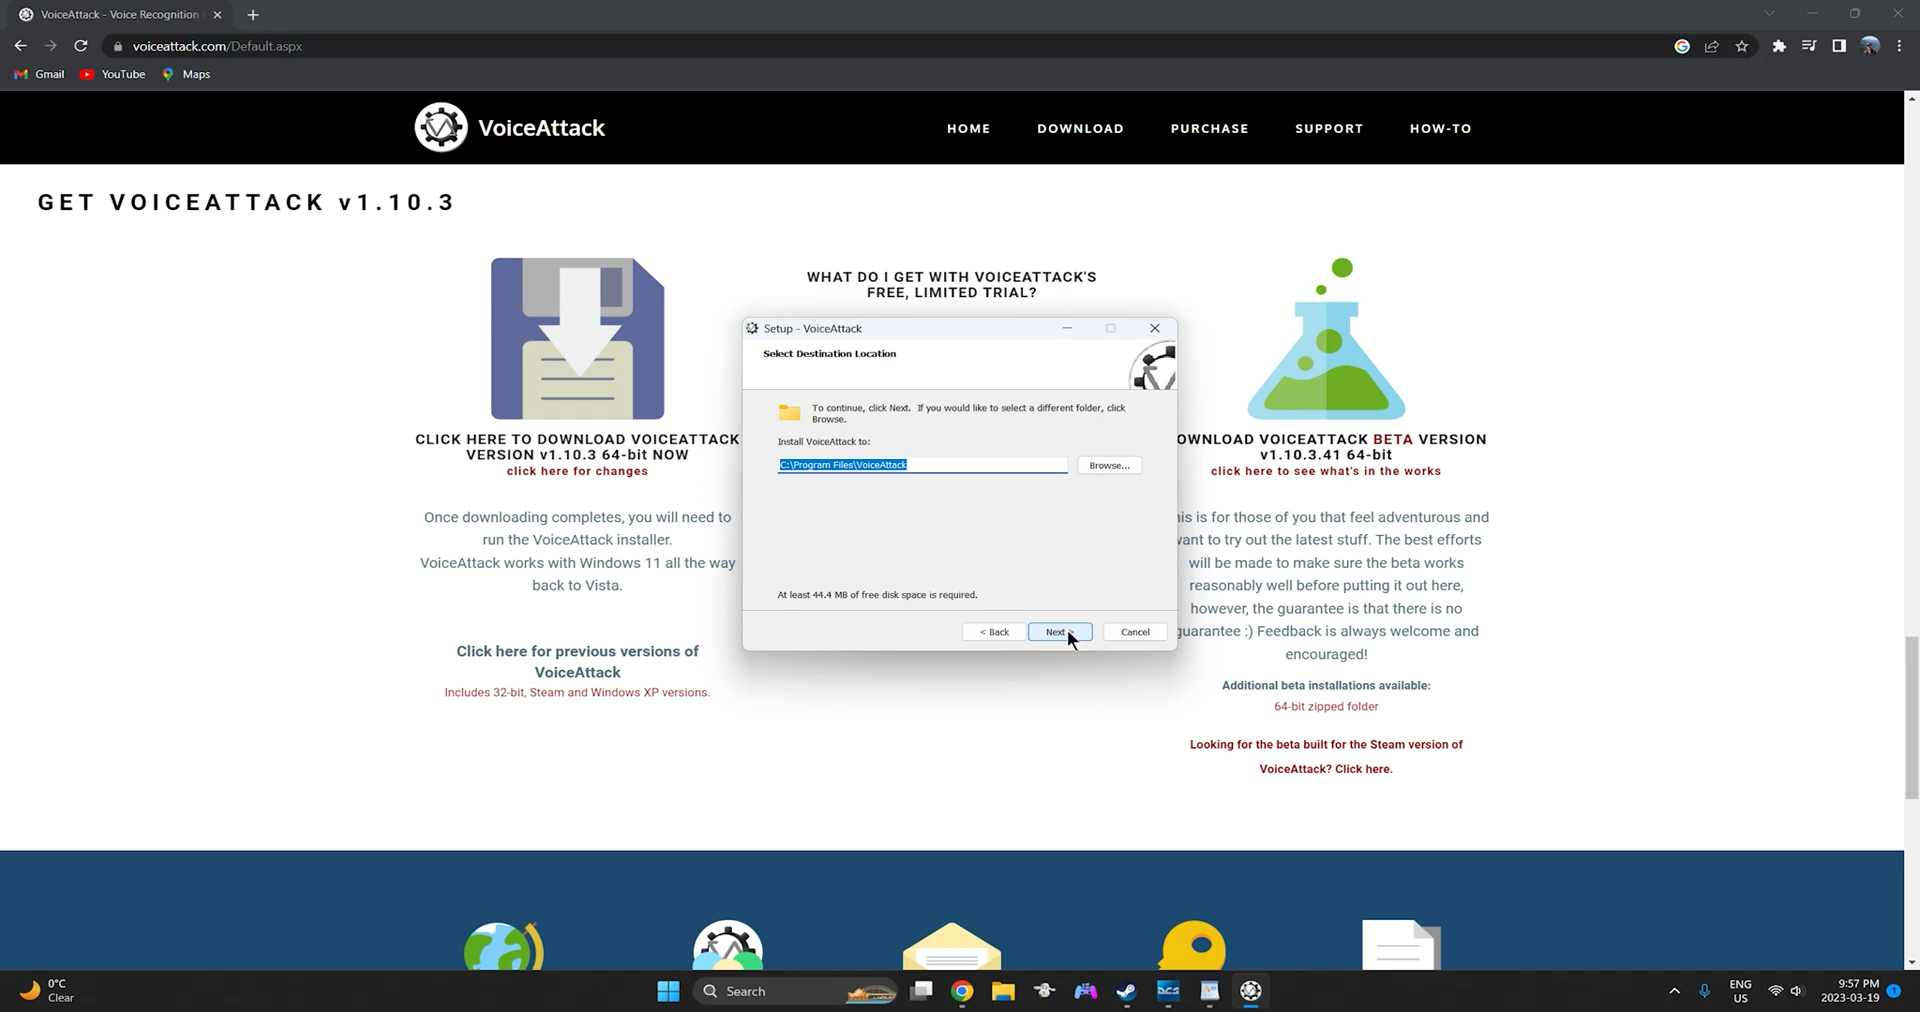 VoiceAttack - Voice Recognition
voiceattack.com/Default.aspx
Gmail YouTube Maps
VoiceAttack
HOME DOWNLOAD PURCHASE SUPPORT HOW-TO
GET VOICEATTACK v1.10.3
CLICK HERE TO DOWNLOAD VOICEATTACK
VERSION v1.10.3 64-bit NOW
click here for changes
Once downloading completes, you will need to
run the VoiceAttack installer.
VoiceAttack works with Windows 11 all the way
back to Vista.
Click here for previous versions of
VoiceAttack
Includes 32-bit, Steam and Windows XP versions.
WHAT DO I GET WITH VOICEATTACK'S
FREE, LIMITED TRIAL?
Setup - VoiceAttack
Select Destination Location
To continue, click Next. If you would like to select a different folder, click
Browse.
Install VoiceAttack to:
C:\Program Files\VoiceAttack
Browse...
At least 44.4 MB of free disk space is required.
< Back Next > Cancel
OWNLOAD VOICEATTACK BETA VERSION
v1.10.3.41 64-bit
click here to see what's in the works
his is for those of you that feel adventurous and
want to try out the latest stuff. The best efforts
will be made to make sure the beta works
reasonably well before putting it out here,
however, the guarantee is that there is no
guarantee :) Feedback is always welcome and
encouraged!
Additional beta installations available:
64-bit zipped folder
Looking for the beta built for the Steam version of
VoiceAttack? Click here.
0°C
Clear
Search
DCS
ENG
US
9:57 PM
2023-03-19
1